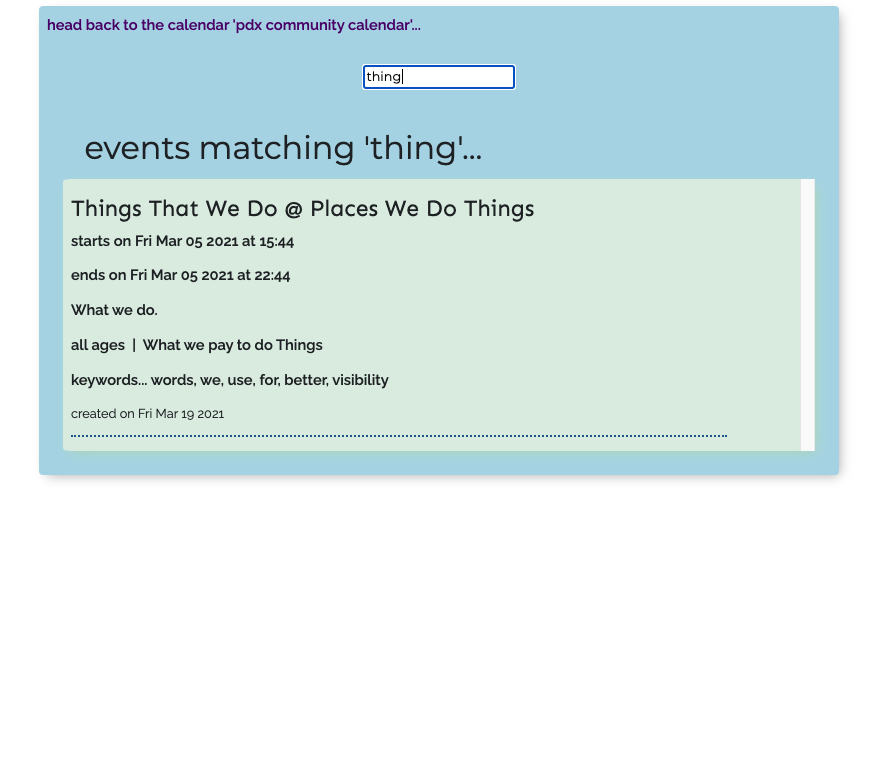 head back to the calendar 'pdx community calendar'...
thing
events matching 'thing'...
Things That We Do @ Places We Do Things
starts on Fri Mar 05 2021 at 15:44
ends on Fri Mar 05 2021 at 22:44
What we do.
all ages | What we pay to do Things
keywords... words, we, use, for, better, visibility
created on Fri Mar 19 2021